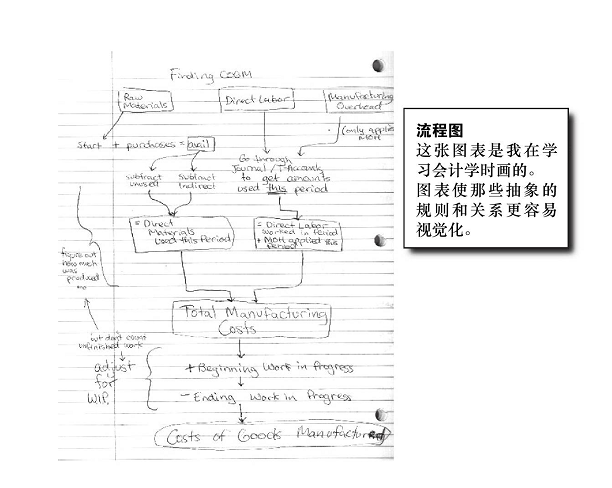 Finding COGM
Raw
Materials
Direct Labor
Manufacturing
Overhead
(only applied
MOH)
Start + purchases = avail
subtract
unused
Subtract
Indirect
Go through
Journal / T Accounts
to get amounts
used this period
= Direct
Materials
Used this Period
= Direct Labor
Worked in Period
+ MOH applied this
period
figure out
how much
was
produced
Total Manufacturing
Costs
but don't count
unfinished work
adjust
for
WIP.
+ Beginning Work in Progress
- Ending Work in Progress
Costs of Goods Manufactured
流程图
这张图表是我在学
习会计学时画的。
图表使那些抽象的
规则和关系更容易
视觉化。